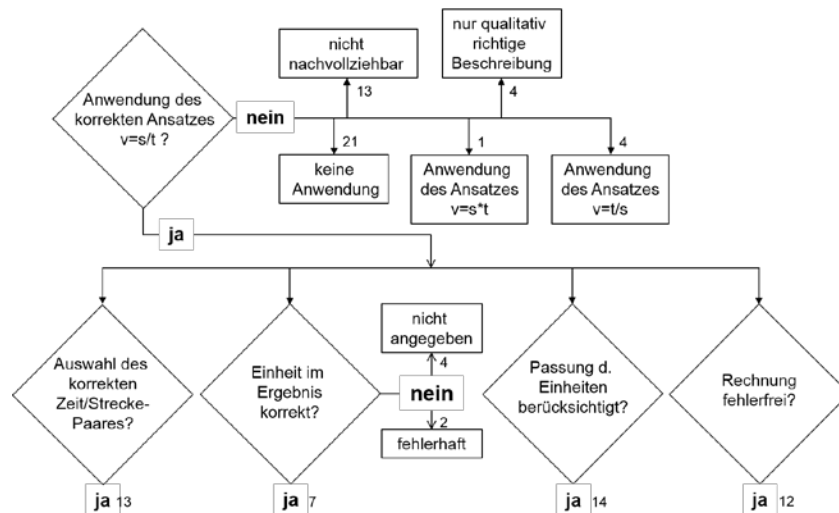 nicht
nachvollziehbar
nur qualitativ
richtige
Beschreibung
13
4
Anwendung des
korrekten Ansatzes
v=s/t ?
nein
21
1
4
keine
Anwendung
Anwendung
des Ansatzes
v=s*t
Anwendung
des Ansatzes
v=t/s
ja
Auswahl des
korrekten
Zeit/Strecke-
Paares?
Einheit im
Ergebnis
korrekt?
nicht
angegeben
4
nein
2
fehlerhaft
Passung d.
Einheiten
berücksichtigt?
Rechnung
fehlerfrei?
ja 13
ja 7
ja 14
ja 12